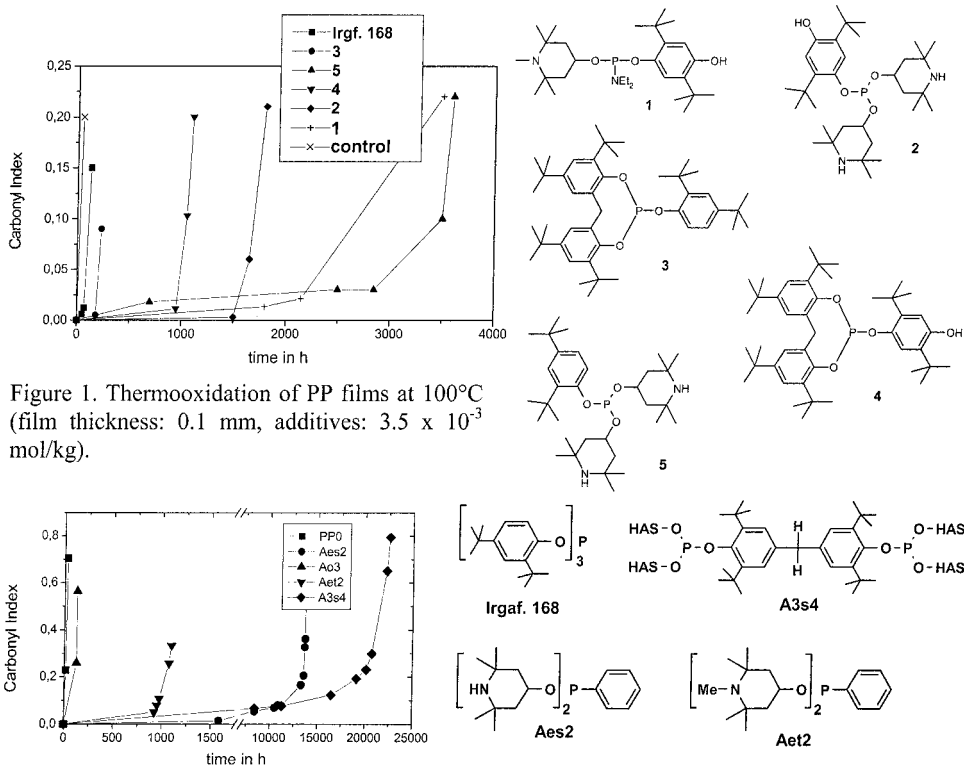 Irgf. 168
3
5
4
2
1
control
0,25
0,20
0,15
0,10
0,05
0,00
Carbonyl Index
0
1000
2000
3000
4000
time in h
Figure 1. Thermooxidation of PP films at 100°C
(film thickness: 0.1 mm, additives: 3.5 x 10-3
mol/kg).
N
O
P
O
NEt2
OH
1
HO
O
P
O
O
NH
N
H
2
O
P
O
O
3
O
P
O
O
OH
4
O
P
O
O
NH
N
H
5
PP0
Aes2
Ao3
Aet2
A3s4
0,8
0,6
0,4
0,2
0,0
Carbonyl Index
0
500
1000
10000
15000
20000
25000
time in h
O
P
3
Irgaf. 168
HAS-O
O-HAS
P-O
H
H
O-P
HAS-O
O-HAS
A3s4
HN
O
P
2
Aes2
Me-N
O
P
2
Aet2